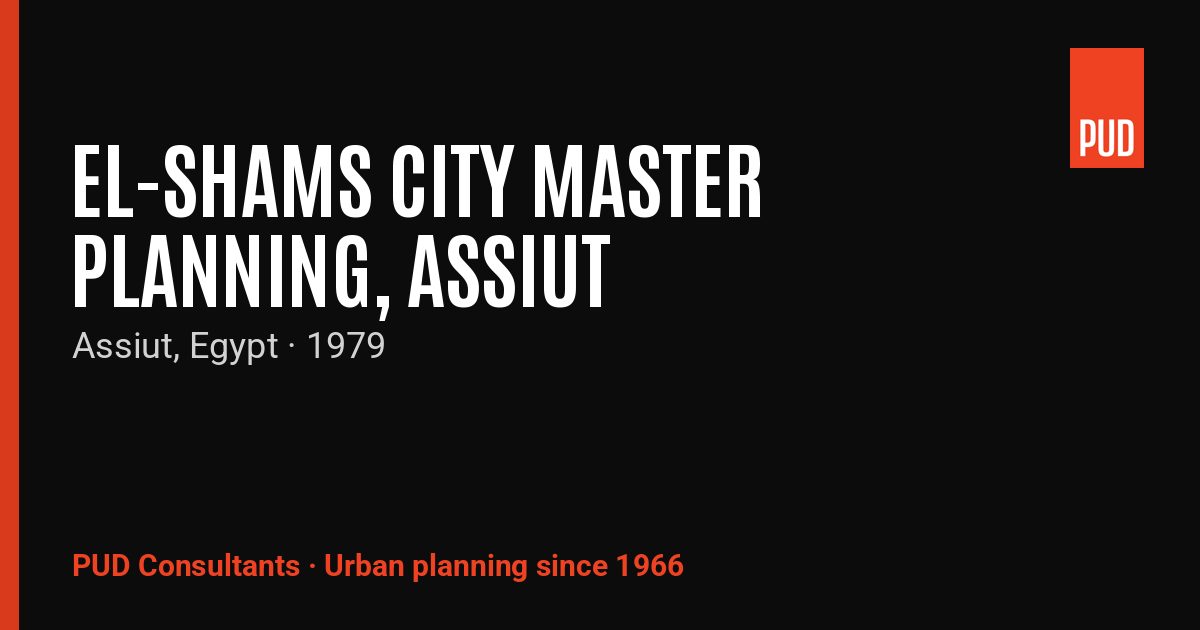 PUD
EL-SHAMS CITY MASTER
PLANNING, ASSIUT
Assiut, Egypt · 1979
PUD Consultants · Urban planning since 1966